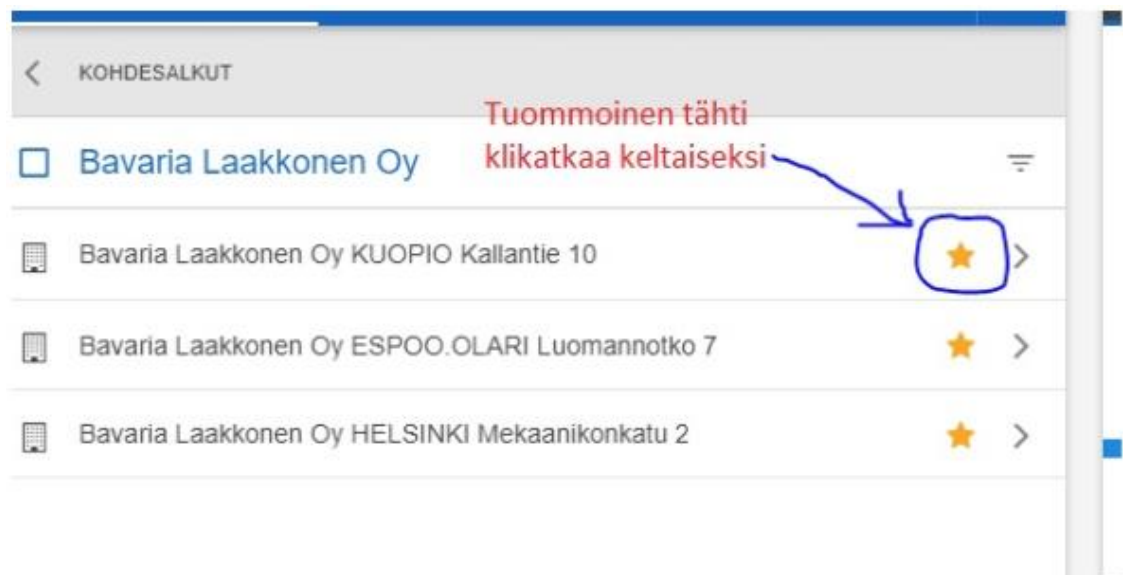 KOHDESALKUT
Tuommoinen tähti
klikatkaa keltaiseksi
Bavaria Laakkonen Oy
Bavaria Laakkonen Oy KUOPIO Kallantie 10
Bavaria Laakkonen Oy ESPOO.OLARI Luomannotko 7
Bavaria Laakkonen Oy HELSINKI Mekaanikonkatu 2